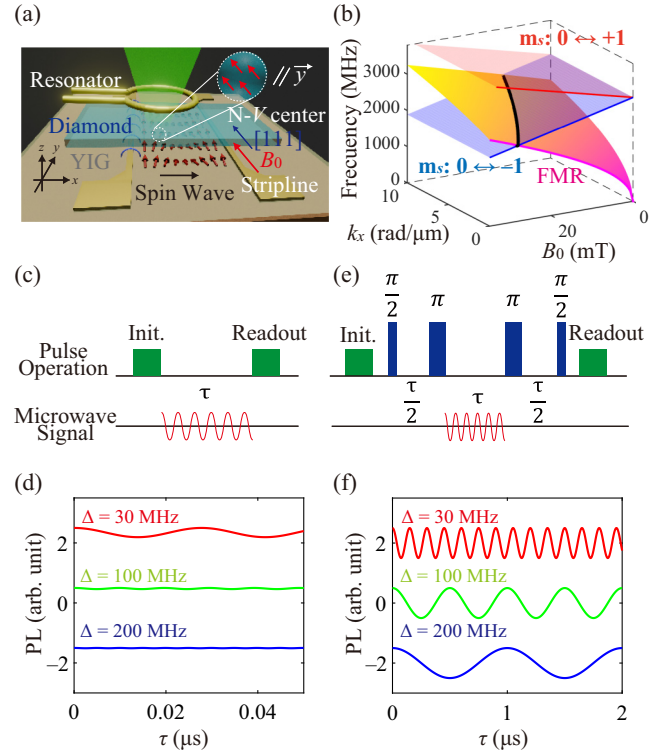 (a)
Resonator
// y
N-V center
Diamond
[111]
YIG
B0
z
y
x
Spin Wave
Stripline
(b)
ms: 0 ↔ +1
Frecuency (MHz)
3000
2000
1000
0
ms: 0 ↔ −1
FMR
10
5
0
kx (rad/μm)
20
0
B0 (mT)
(c)
Init.
Readout
Pulse
Operation
τ
Microwave
Signal
(e)
π/2
π
π
π/2
Init.
Readout
τ/2
τ
τ/2
(d)
PL (arb. unit)
Δ = 30 MHz
2
Δ = 100 MHz
0
Δ = 200 MHz
−2
0
0.02
0.04
τ (μs)
(f)
PL (arb. unit)
Δ = 30 MHz
2
Δ = 100 MHz
0
Δ = 200 MHz
−2
0
1
2
τ (μs)